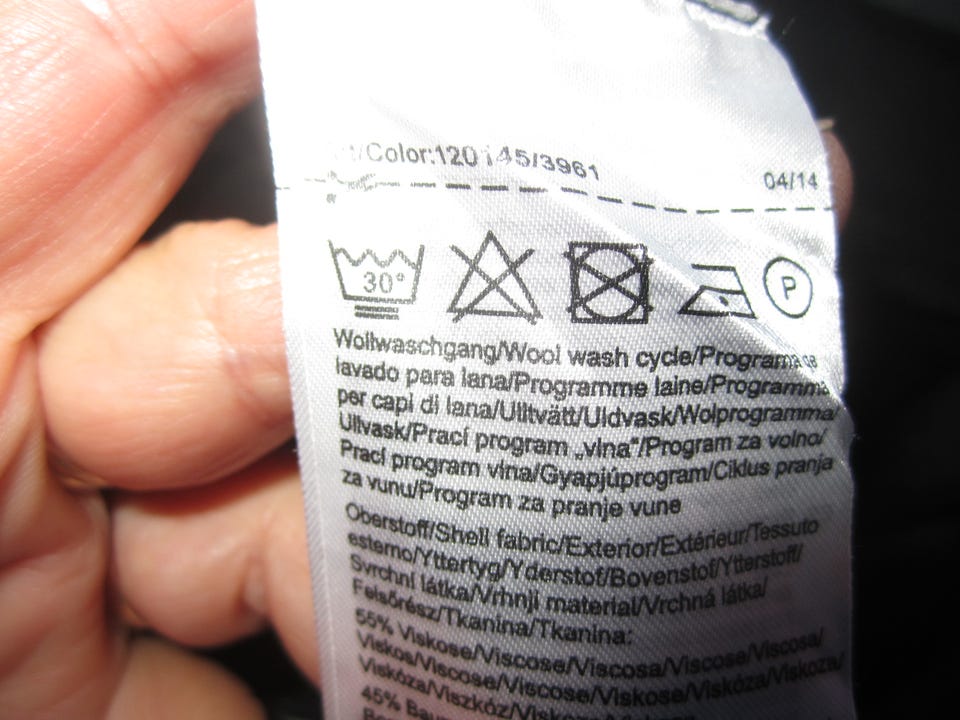 /Color:120145/3961
04/14
30°
P
Wollwaschgang/Wool wash cycle/Programa de
lavado para lana/Programme laine/Programma
per capi di lana/Ulltvätt/Uldvask/Wolprogramma/
Ullvask/Prací program „vlna"/Program za volno/
Prací program vlna/Gyapjúprogram/Ciklus pranja
za vunu/Program za pranje vune
Oberstoff/Shell fabric/Exterior/Extérieur/Tessuto
esterno/Yttertyg/Yderstof/Bovenstof/Ytterstoff/
Svrchní látka/Vrhnji material/Vrchná látka/
Felsőrész/Tkanina/Tkanina:
55% Viskose/Viscose/Viscosa/Viscose/Viscosa/
Viskos/Viscose/Viscose/Viskose/Viskóza/Viskoza/
Viskóza/Viszkóz/Viskoza/
45%